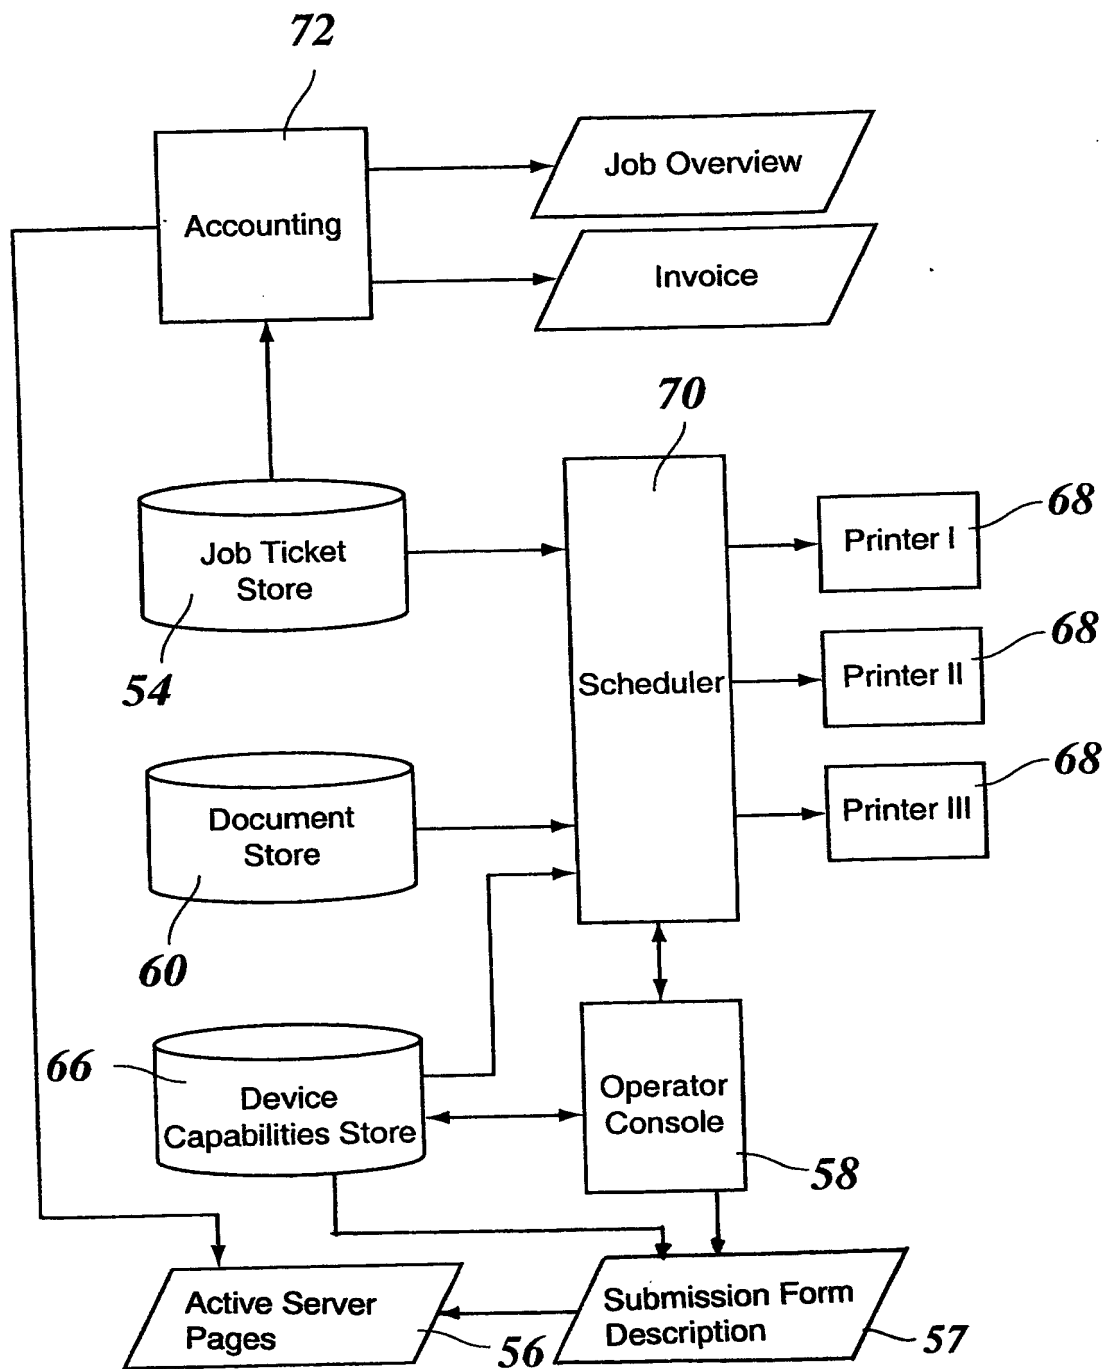 72
Accounting
Job Overview
Invoice
70
Job Ticket
Store
54
Scheduler
Printer I
68
Printer II
68
Printer III
68
Document
Store
60
66
Device
Capabilities Store
Operator
Console
58
Active Server
Pages
56
Submission Form
Description
57